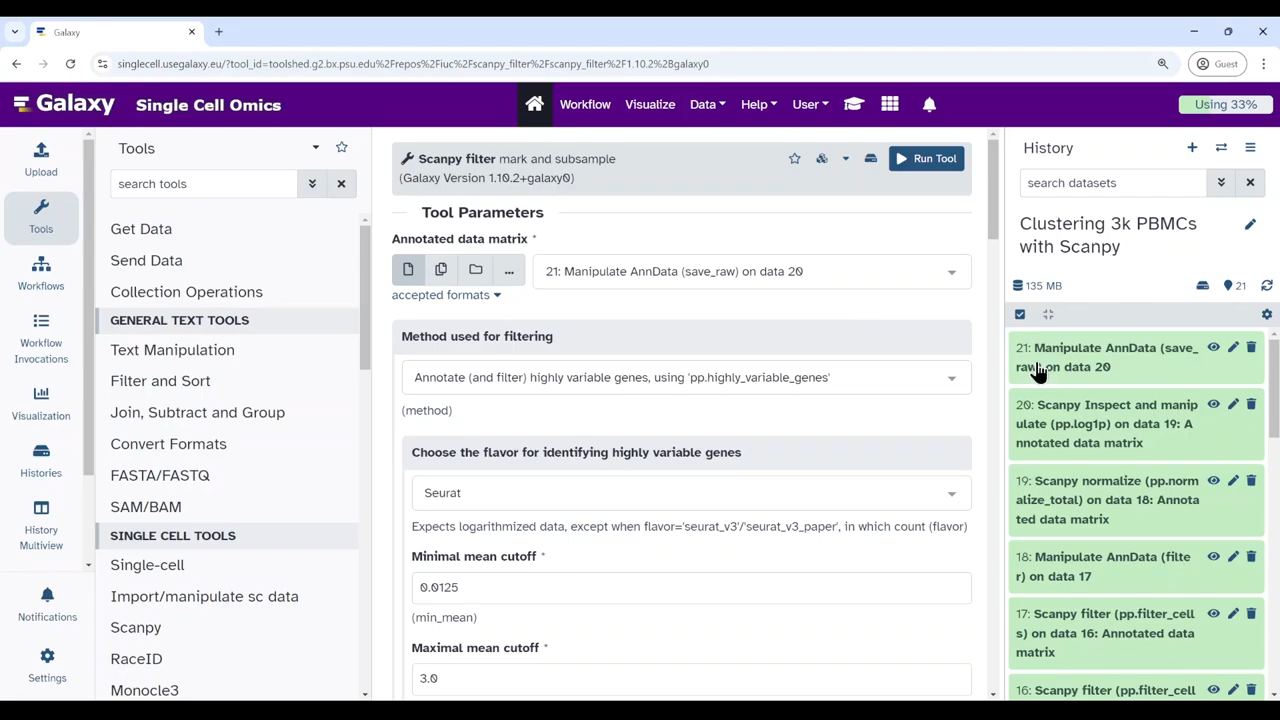 Galaxy
singlecell.usegalaxy.eu/?tool_id=toolshed.g2.bx.psu.edu%2Frepos%2Fiuc%2Fscanpy_filter%2Fscanpy_filter%2F1.10.2%2Bgalaxy0
Guest
Galaxy Single Cell Omics
Workflow Visualize Data Help User
Using 33%
Upload
Tools
Workflows
Workflow
Invocations
Visualization
Histories
History
Multiview
Notifications
Settings
Tools
search tools
Get Data
Send Data
Collection Operations
GENERAL TEXT TOOLS
Text Manipulation
Filter and Sort
Join, Subtract and Group
Convert Formats
FASTA/FASTQ
SAM/BAM
SINGLE CELL TOOLS
Single-cell
Import/manipulate sc data
Scanpy
RaceID
Monocle3
Scanpy filter mark and subsample
(Galaxy Version 1.10.2+galaxy0)
Run Tool
Tool Parameters
Annotated data matrix *
...
21: Manipulate AnnData (save_raw) on data 20
accepted formats
Method used for filtering
Annotate (and filter) highly variable genes, using 'pp.highly_variable_genes'
(method)
Choose the flavor for identifying highly variable genes
Seurat
Expects logarithmized data, except when flavor='seurat_v3'/'seurat_v3_paper', in which count (flavor)
Minimal mean cutoff *
0.0125
(min_mean)
Maximal mean cutoff *
3.0
History
search datasets
Clustering 3k PBMCs
with Scanpy
135 MB
21
21: Manipulate AnnData (save_
raw) on data 20
20: Scanpy Inspect and manip
ulate (pp.log1p) on data 19: A
nnotated data matrix
19: Scanpy normalize (pp.norm
alize_total) on data 18: Annota
ted data matrix
18: Manipulate AnnData (filte
r) on data 17
17: Scanpy filter (pp.filter_cell
s) on data 16: Annotated data
matrix
16: Scanpy filter (pp.filter_cell